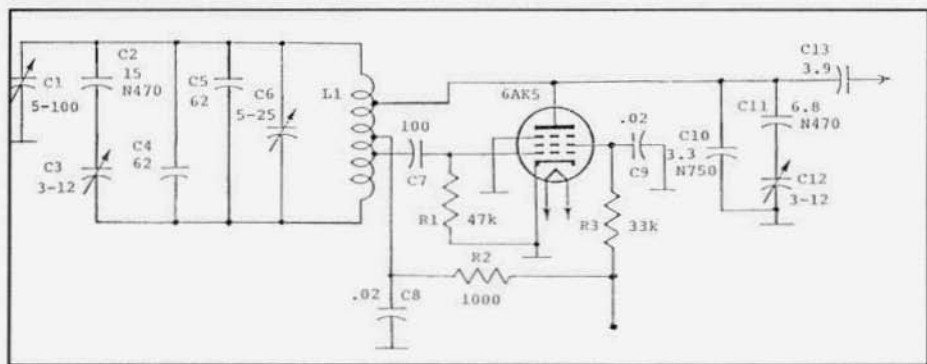 C1
5-100
C2
15
N470
C3
3-12
C4
62
C5
62
C6
5-25
L1
100
C7
R1
47k
6AK5
.02
C9
R3
33k
R2
1000
.02
C8
C10
3.3
N750
C11
6.8
N470
C12
3-12
C13
3.9